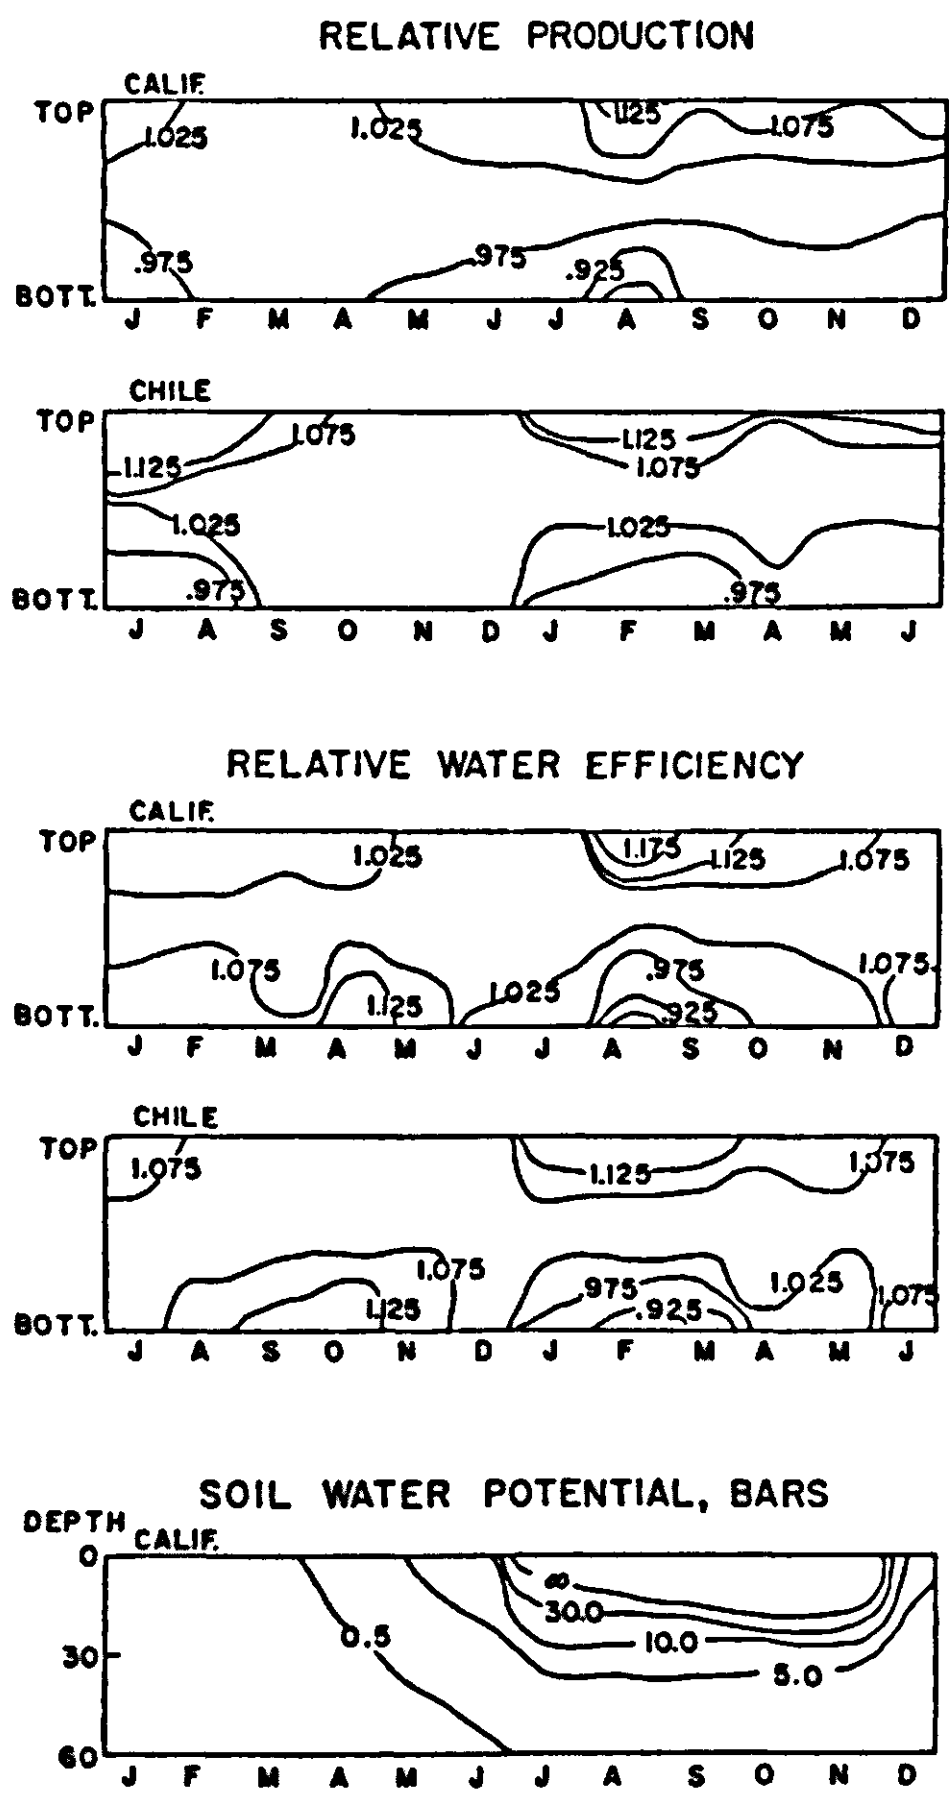 RELATIVE PRODUCTION
CALIF.
TOP
1.025 1.025 1.125 1.075
.975 .975 .925
BOTT.
J F M A M J J A S O N D
CHILE
TOP
1.125 1.075 1.125 1.075
1.025 1.025
.975 .975
BOTT.
J A S O N D J F M A M J
RELATIVE WATER EFFICIENCY
CALIF.
TOP
1.025 1.175 1.125 1.075
1.075 1.125 1.025 .975 .925 1.075
BOTT.
J F M A M J J A S O N D
CHILE
TOP
1.075 1.125 1.075
1.075 1.125 .975 .925 1.025 1.075
BOTT.
J A S O N D J F M A M J
SOIL WATER POTENTIAL, BARS
DEPTH
CALIF.
0
60
30.0
0.5 10.0
30
5.0
60
J F M A M J J A S O N D